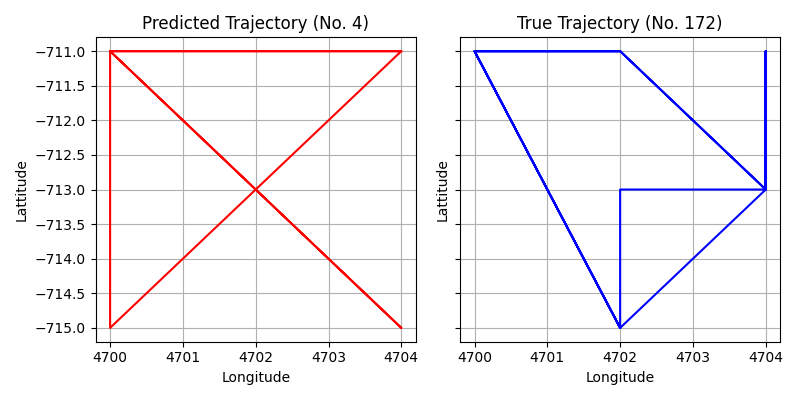 Predicted Trajectory (No. 4)
True Trajectory (No. 172)
−711.0
−711.5
−712.0
−712.5
−713.0
−713.5
−714.0
−714.5
−715.0
Lattitude
Lattitude
4700 4701 4702 4703 4704
4700 4701 4702 4703 4704
Longitude
Longitude